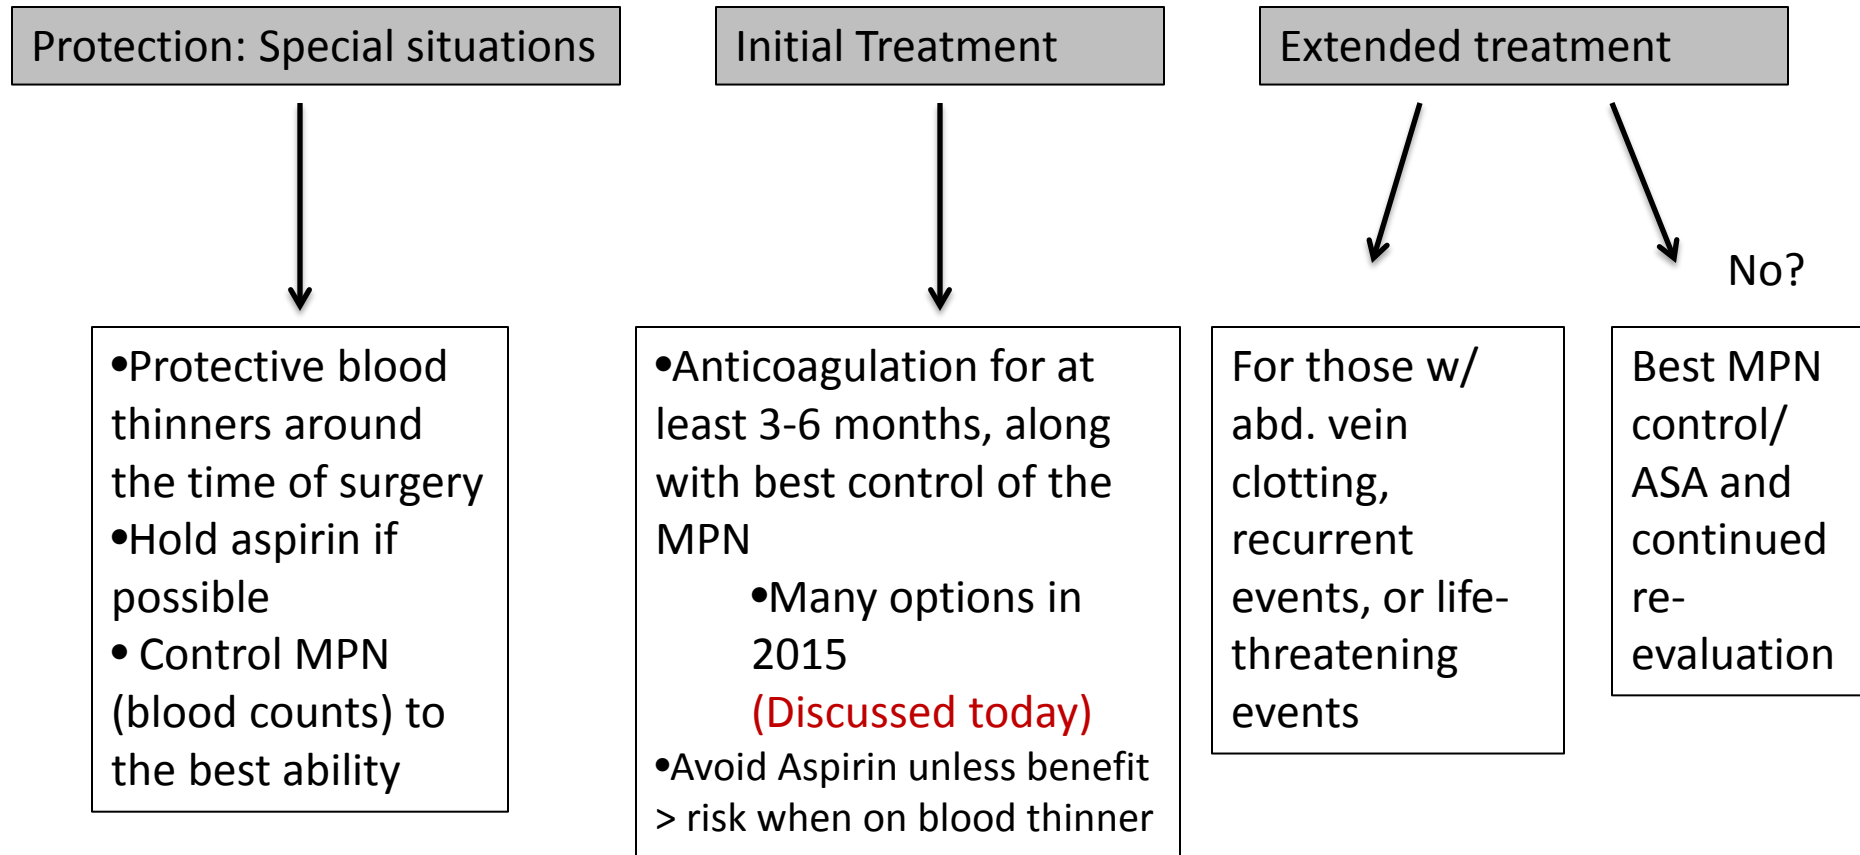 Protection: Special situations
Initial Treatment
Extended treatment
•Protective blood
thinners around
the time of surgery
•Hold aspirin if
possible
• Control MPN
(blood counts) to
the best ability
•Anticoagulation for at
least 3-6 months, along
with best control of the
MPN
•Many options in
2015
(Discussed today)
•Avoid Aspirin unless benefit
> risk when on blood thinner
For those w/
abd. vein
clotting,
recurrent
events, or life-
threatening
events
No?
Best MPN
control/
ASA and
continued
re-
evaluation